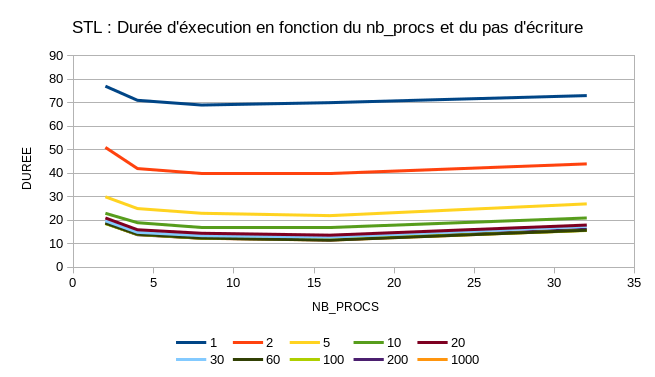 STL : Durée d'éxecution en fonction du nb_procs et du pas d'écriture
90
80
70
60
50
40
30
20
10
0
DUREE
0 5 10 15 20 25 30 35
NB_PROCS
1 2 5 10 20
30 60 100 200 1000